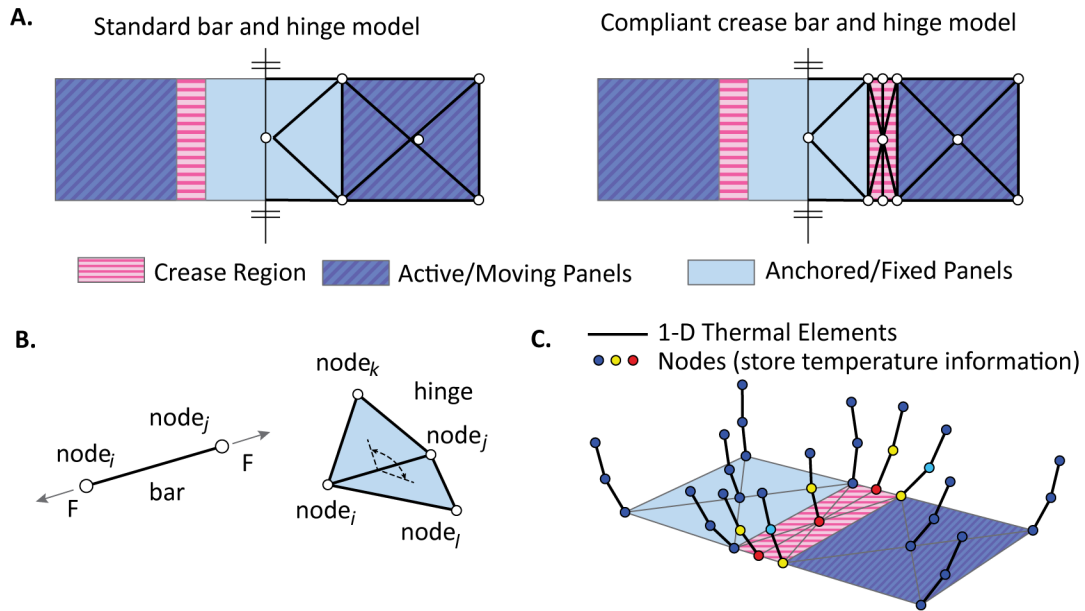 A.
Standard bar and hinge model
Compliant crease bar and hinge model
Crease Region
Active/Moving Panels
Anchored/Fixed Panels
B.
node_i
node_j
F
F
bar
node_k
hinge
node_j
node_i
node_l
C.
1-D Thermal Elements
Nodes (store temperature information)